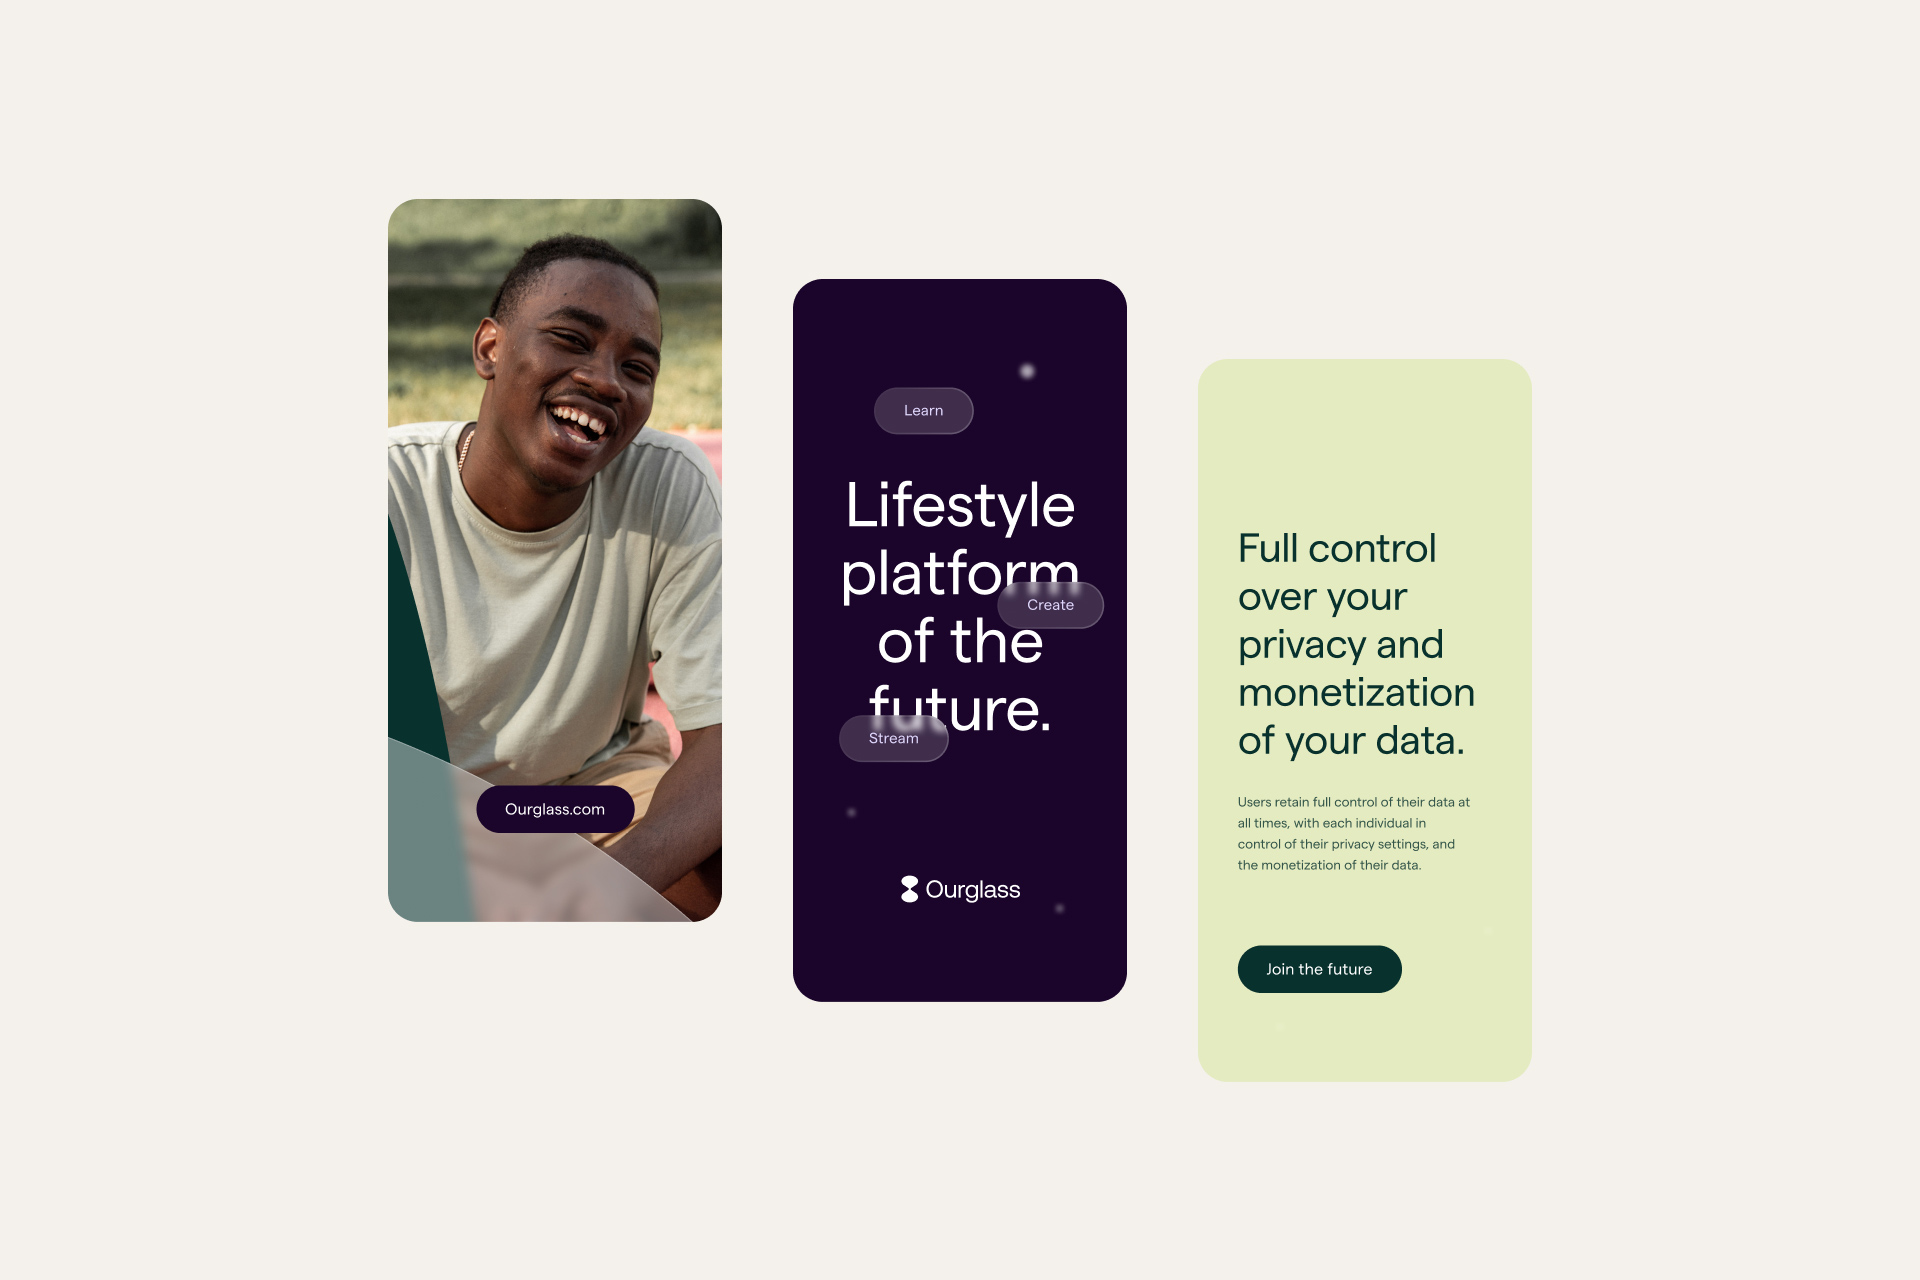 Ourglass.com
Learn
Lifestyle
platform
Create
of the
future.
Stream
Ourglass
Full control
over your
privacy and
monetization
of your data.
Users retain full control of their data at
all times, with each individual in
control of their privacy settings, and
the monetization of their data.
Join the future